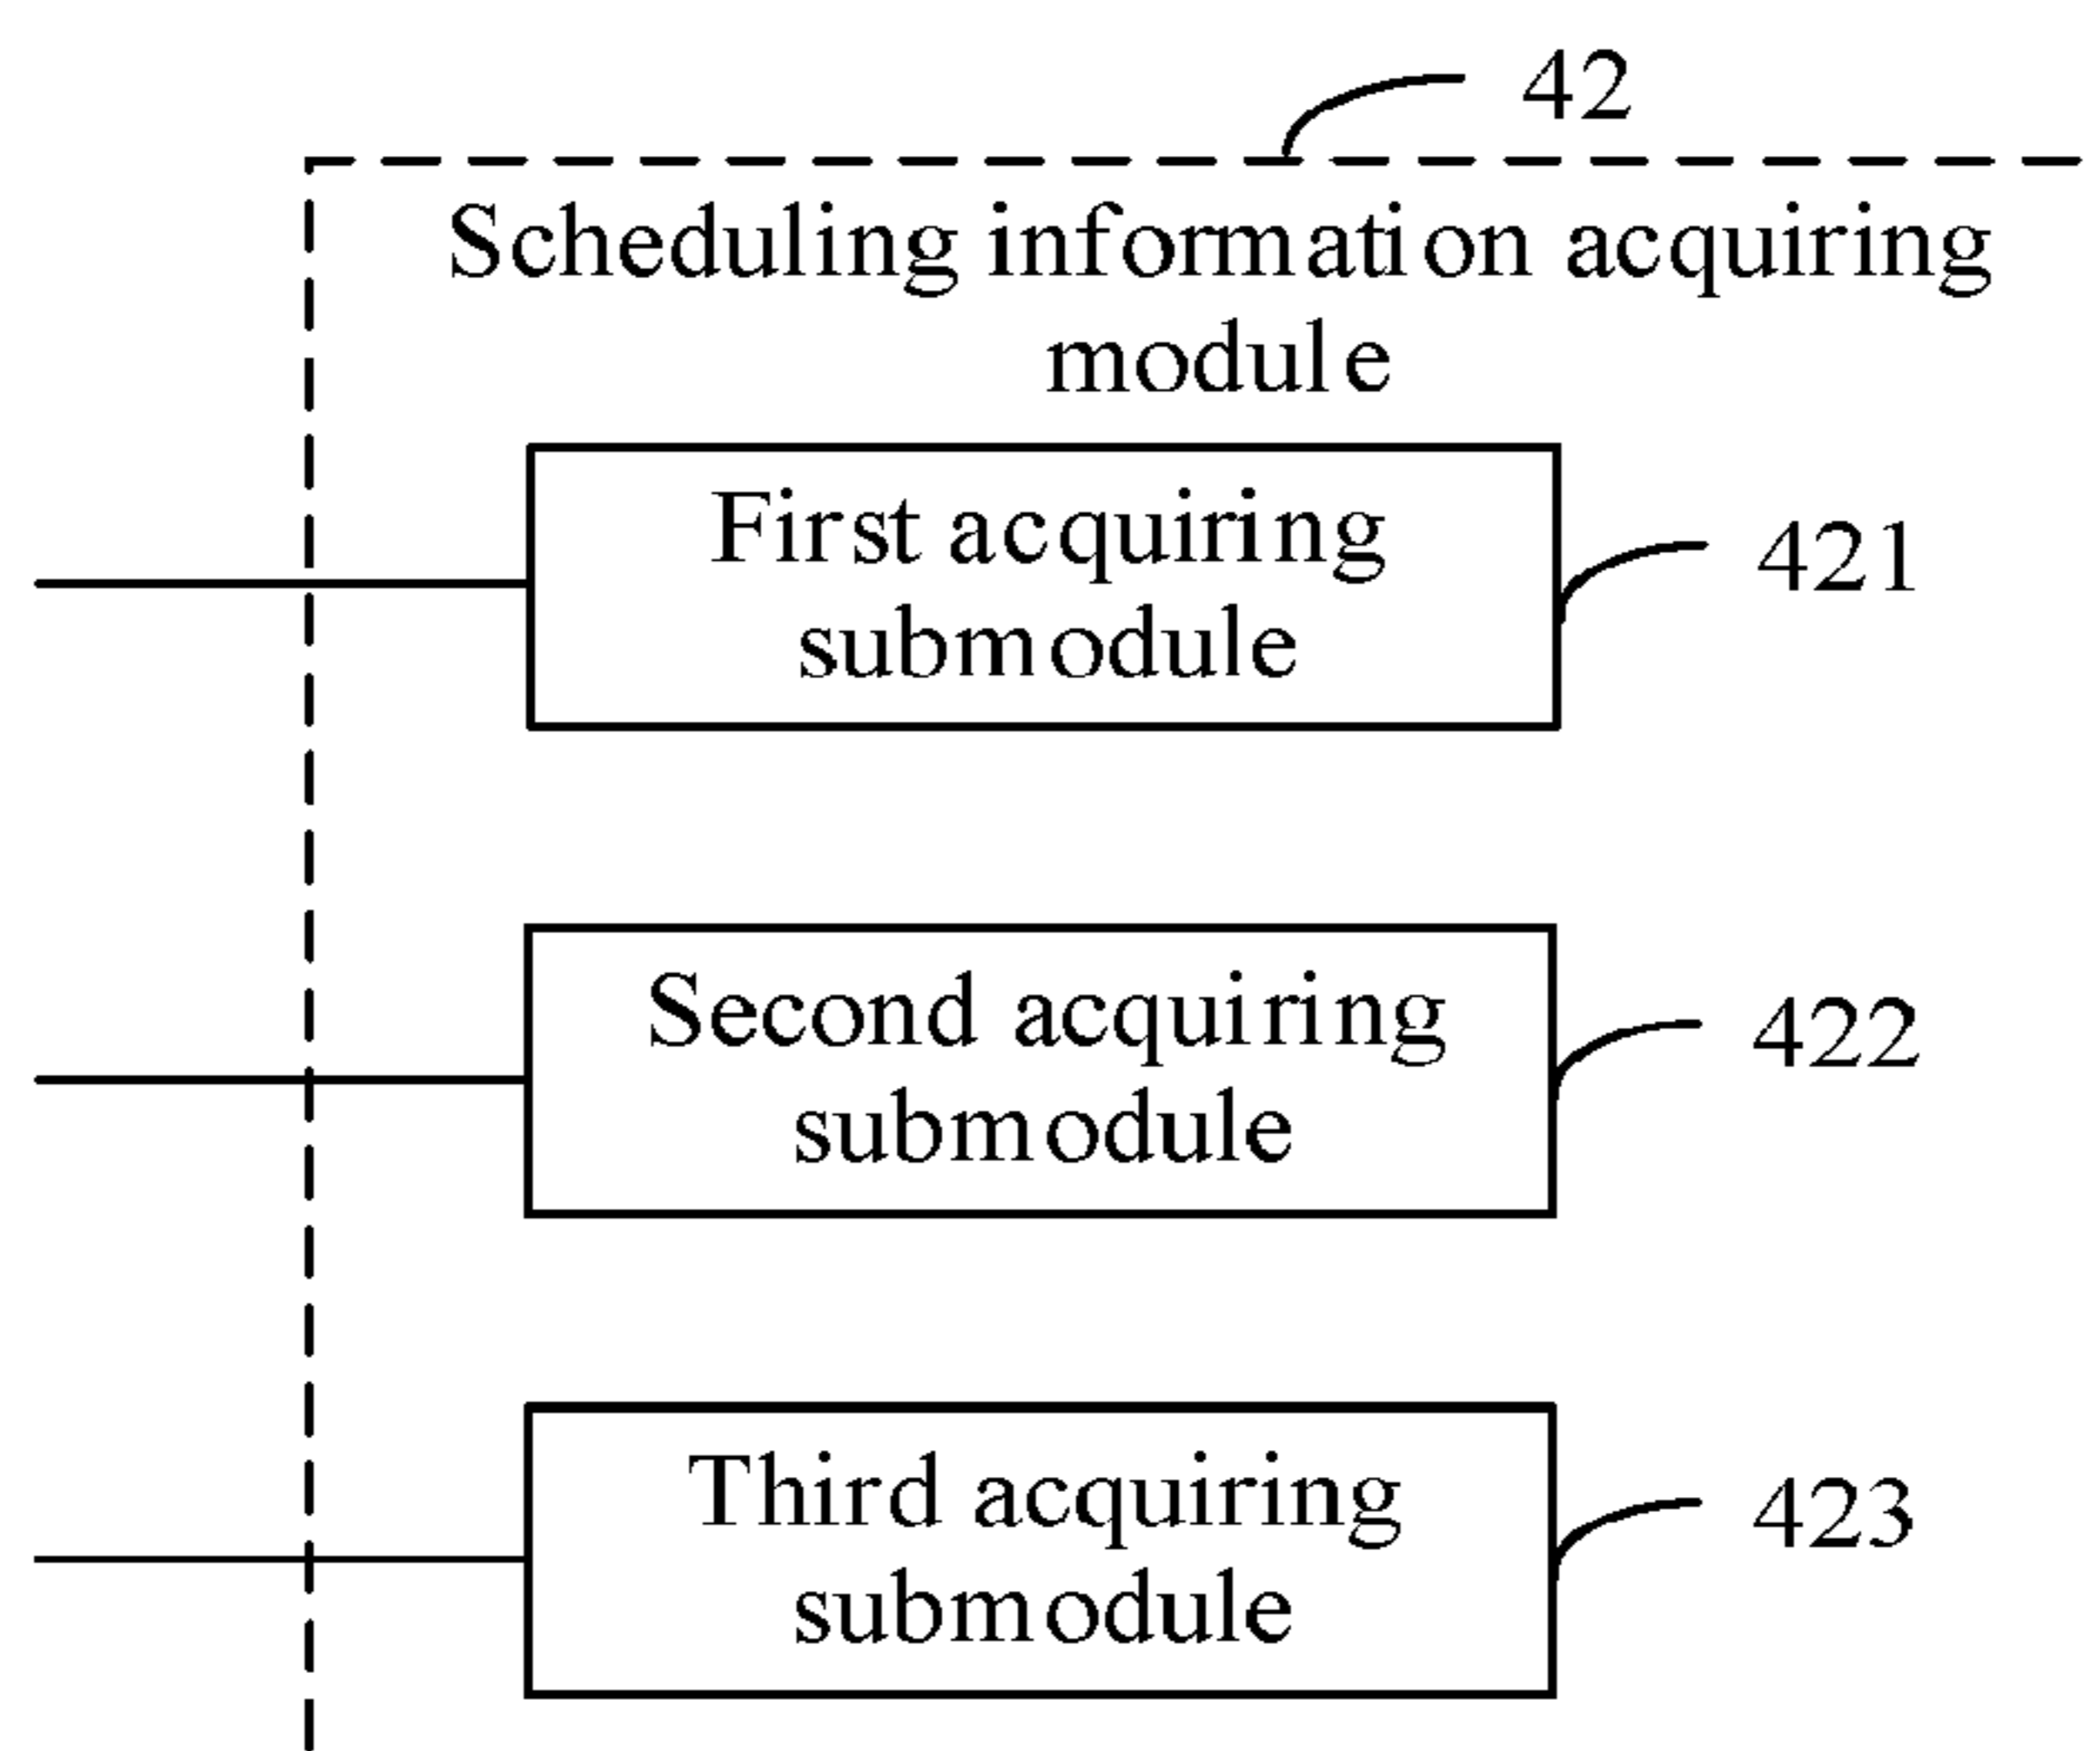 42
Scheduling information acquiring
module
First acquiring
submodule
421
Second acquiring
submodule
422
Third acquiring
submodule
423